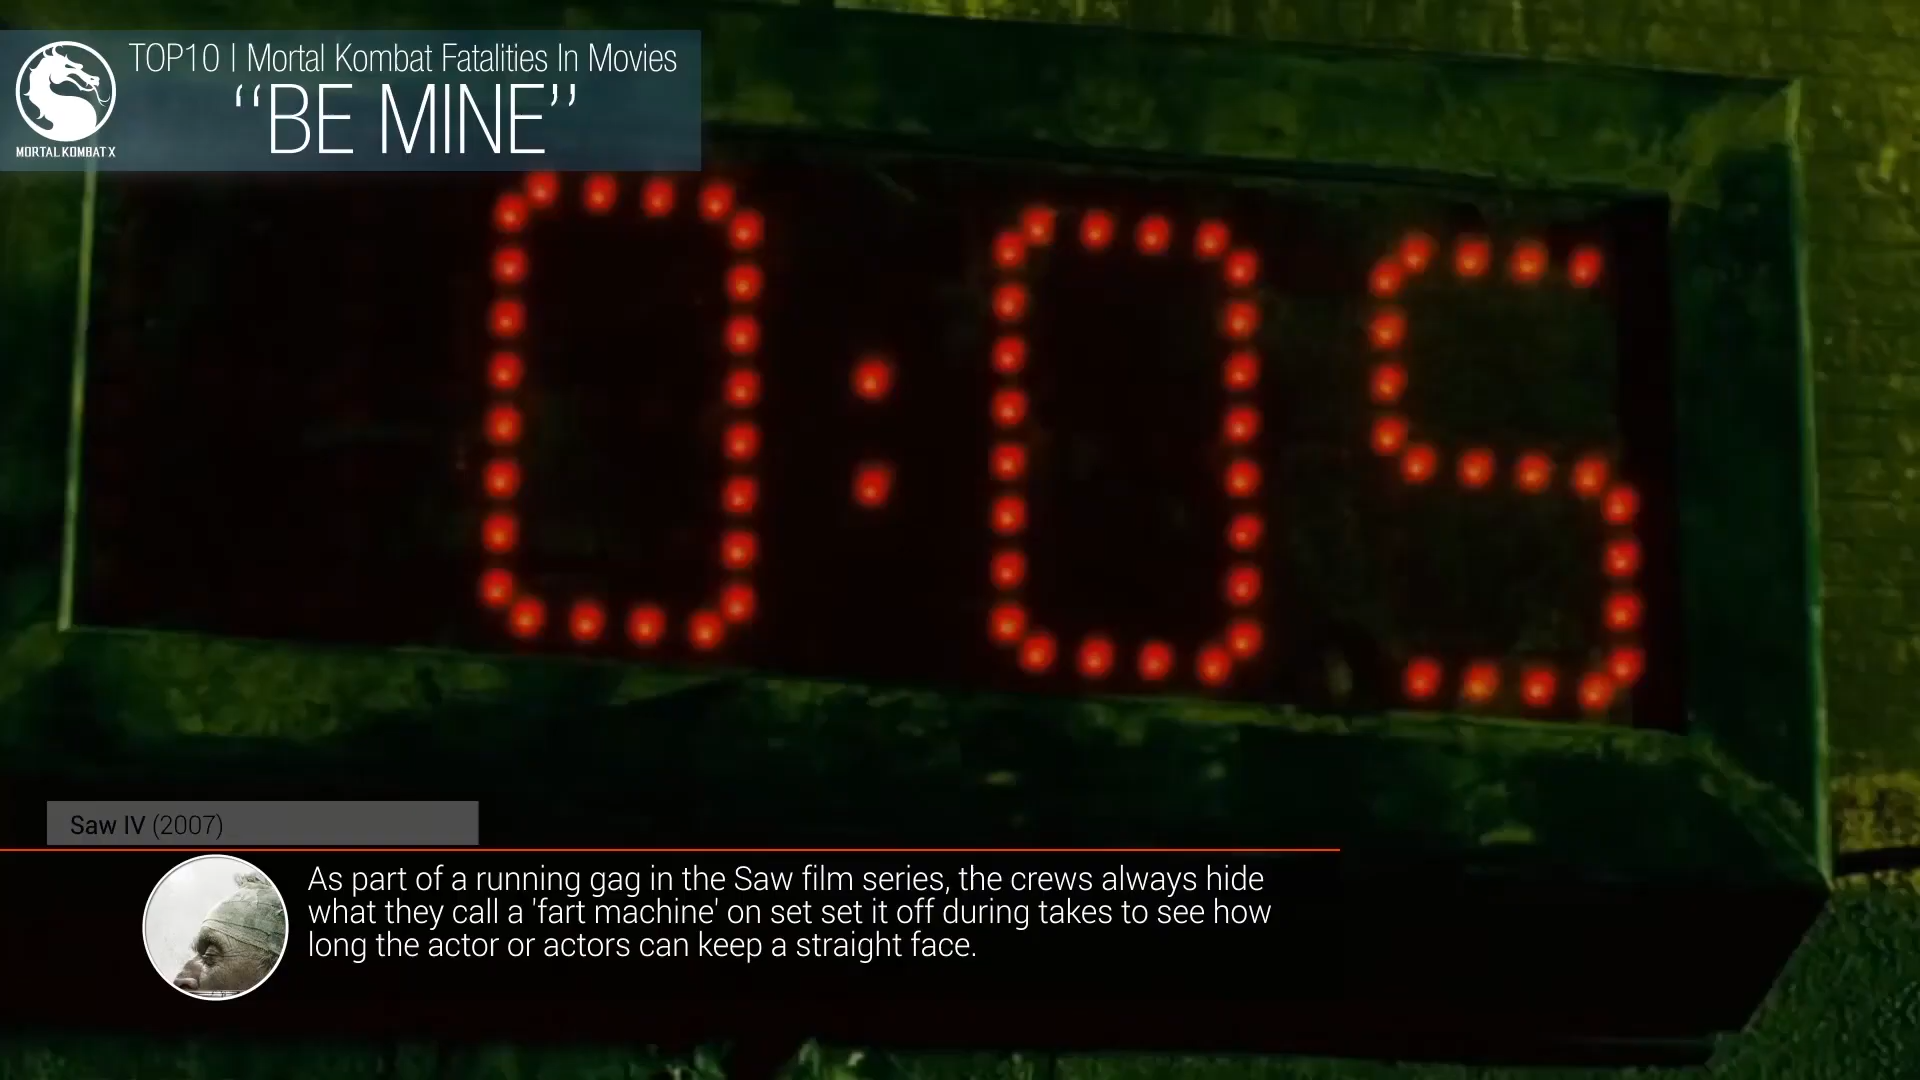 TOP10 | Mortal Kombat Fatalities In Movies
“BE MINE”
MORTAL KOMBAT X
0:05
Saw IV (2007)
As part of a running gag in the Saw film series, the crews always hide
what they call a 'fart machine' on set set it off during takes to see how
long the actor or actors can keep a straight face.